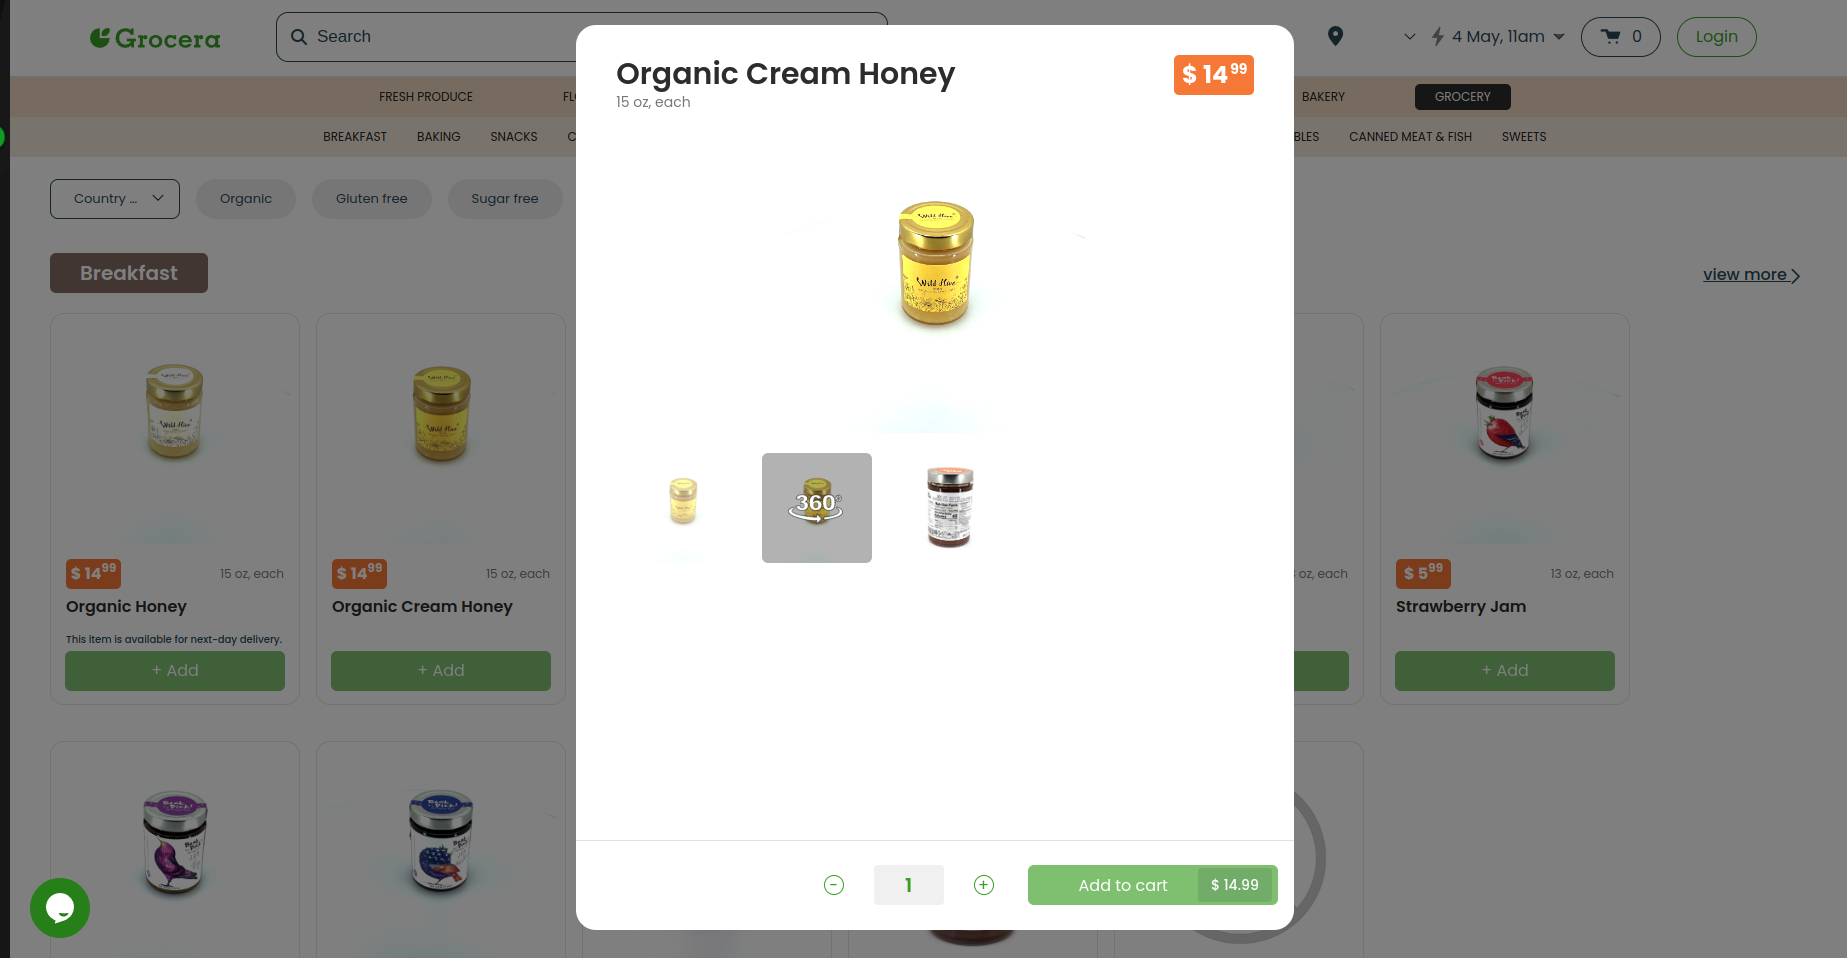 Grocera
Search
4 May, 11am
0
Login
FRESH PRODUCE
BAKERY
GROCERY
BREAKFAST
BAKING
SNACKS
CANNED MEAT & FISH
SWEETS
Country ...
Organic
Gluten free
Sugar free
Breakfast
view more
Organic Cream Honey
$ 14 99
15 oz, each
Wild Hive
Wild Hive
360°
$ 14 99
15 oz, each
Organic Honey
This item is available for next-day delivery.
+ Add
$ 14 99
15 oz, each
Organic Cream Honey
+ Add
oz, each
$ 5 99
13 oz, each
Strawberry Jam
+ Add
-
1
+
Add to cart
$ 14.99